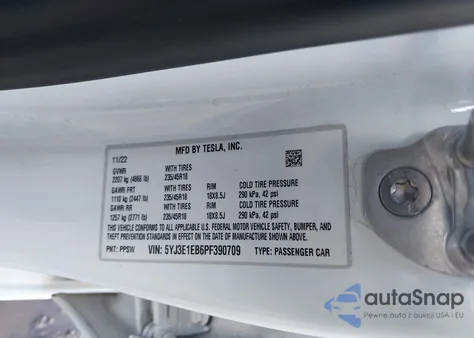 MFD BY TESLA, INC.
11/22
GVWR WITH TIRES
2207 kg (4866 lb) 235/45R18
GAWR FRT WITH TIRES RIM COLD TIRE PRESSURE
1110 kg (2447 lb) 235/45R18 18X8.5J 290 kPa, 42 psi
GAWR RR WITH TIRES RIM COLD TIRE PRESSURE
1257 kg (2771 lb) 235/45R18 18X8.5J 290 kPa, 42 psi
THIS VEHICLE CONFORMS TO ALL APPLICABLE U.S. FEDERAL MOTOR VEHICLE SAFETY, BUMPER, AND
THEFT PREVENTION STANDARDS IN EFFECT ON THE DATE OF MANUFACTURE SHOWN ABOVE.
PNT: PPSW VIN: 5YJ3E1EB6PF390709 TYPE: PASSENGER CAR
autoSnap
Pewne auta z aukcji USA i Kanady